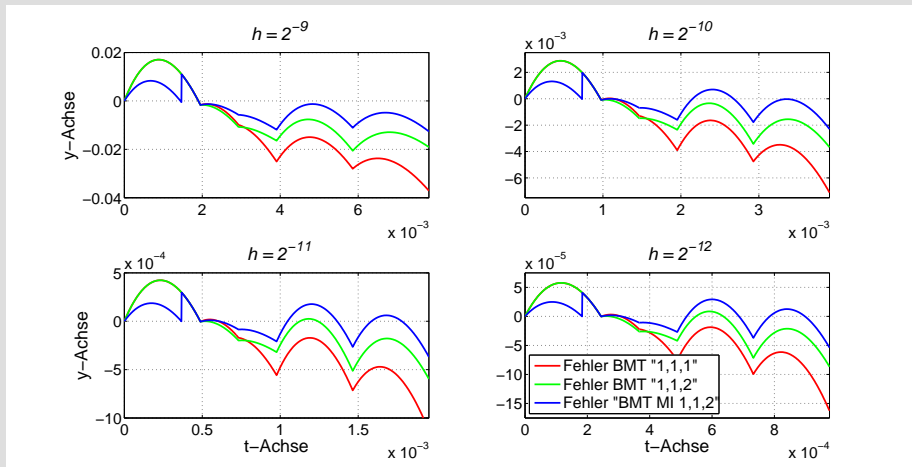 h = 2⁻⁹
0.02
0
−0.02
−0.04
y−Achse
0 2 4 6
x 10⁻³
h = 2⁻¹⁰
x 10⁻³
2
0
−2
−4
−6
0 1 2 3
x 10⁻³
h = 2⁻¹¹
x 10⁻⁴
5
0
−5
−10
y−Achse
0 0.5 1 1.5
t−Achse
x 10⁻³
h = 2⁻¹²
x 10⁻⁵
5
0
−5
−10
−15
Fehler BMT "1,1,1"
Fehler BMT "1,1,2"
Fehler "BMT MI 1,1,2"
0 2 4 6 8
t−Achse
x 10⁻⁴